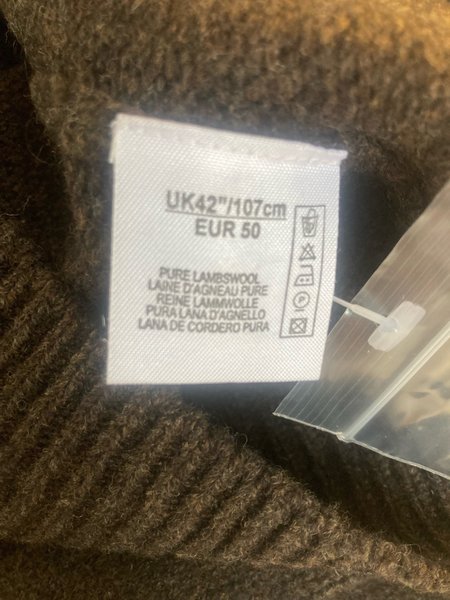 UK42"/107cm
EUR 50
PURE LAMBSWOOL
LAINE D'AGNEAU PURE
REINE LAMMWOLLE
PURA LANA D'AGNELLO
LANA DE CORDERO PURA